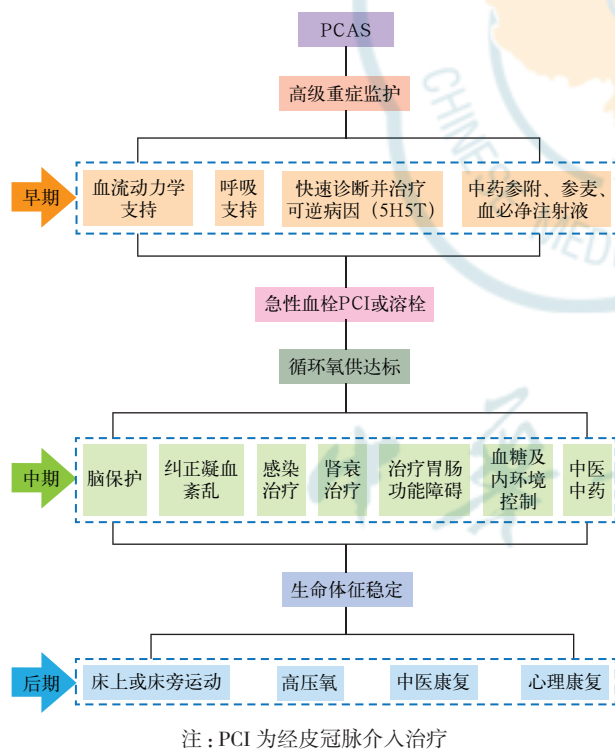 PCAS
高级重症监护
早期
血流动力学
支持
呼吸
支持
快速诊断并治疗
可逆病因（5H5T）
中药参附、参麦、
血必净注射液
急性血栓PCI或溶栓
循环氧供达标
中期
脑保护
纠正凝血
紊乱
感染
治疗
肾衰
治疗
治疗胃肠
功能障碍
血糖及
内环境
控制
中医
中药
生命体征稳定
后期
床上或床旁运动
高压氧
中医康复
心理康复
注：PCI 为经皮冠脉介入治疗
CHINESE MEDI